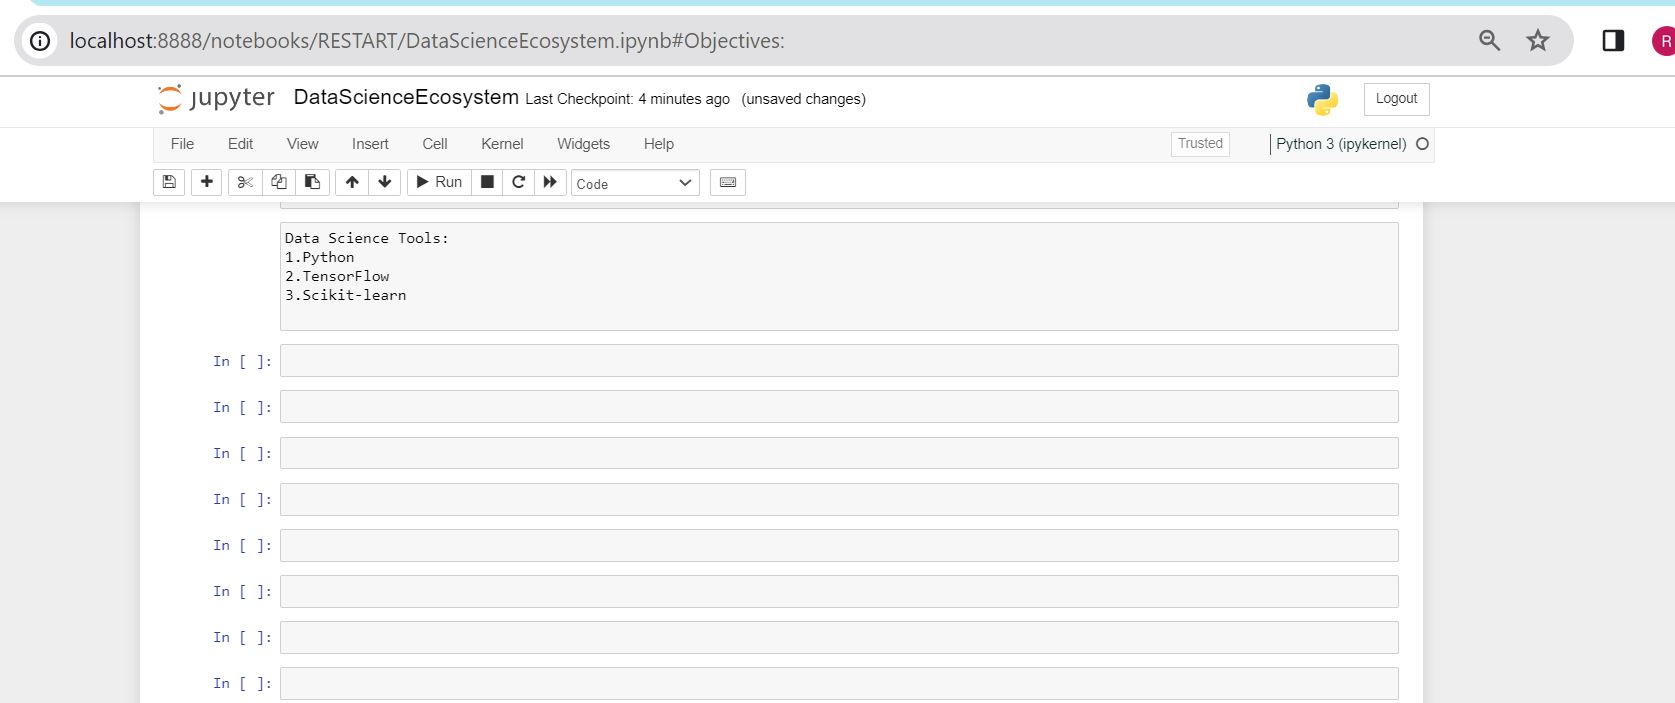 localhost:8888/notebooks/RESTART/DataScienceEcosystem.ipynb#Objectives:
R
jupyter DataScienceEcosystem Last Checkpoint: 4 minutes ago (unsaved changes)
Logout
File Edit View Insert Cell Kernel Widgets Help
Trusted
Python 3 (ipykernel)
Run
Code
Data Science Tools:
1.Python
2.TensorFlow
3.Scikit-learn
In [ ]:
In [ ]:
In [ ]:
In [ ]:
In [ ]:
In [ ]:
In [ ]:
In [ ]: